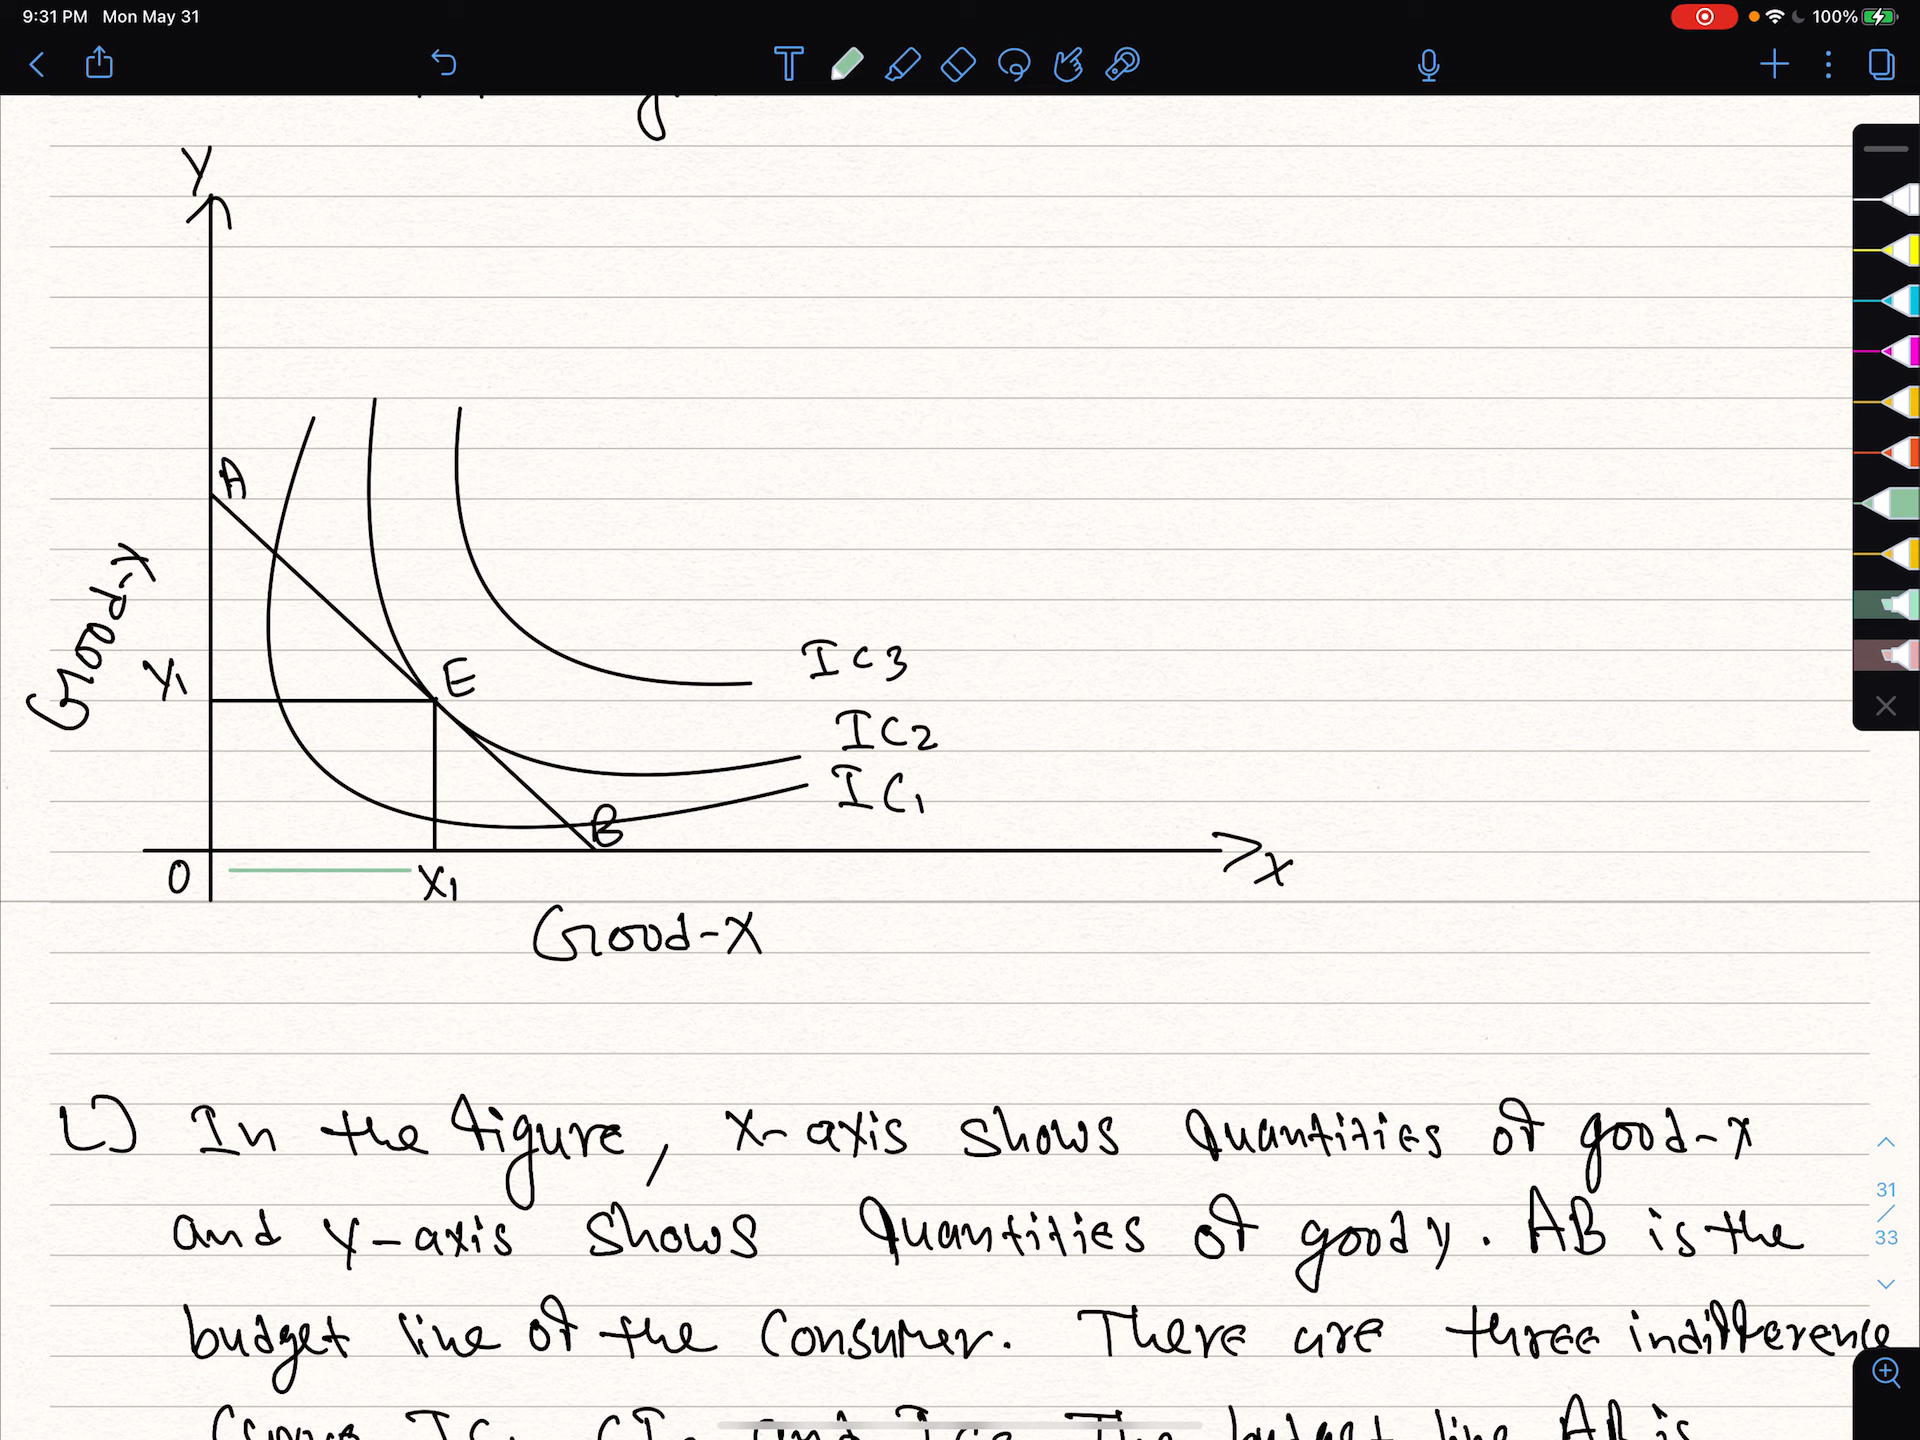 9:31 PM Mon May 31
100%
Y
A
Good-Y
Y1
E
IC3
IC2
IC1
B
O
X1
X
Good-X
In the figure, x-axis shows Quantities of good-x
and y-axis shows Quantities of good y. AB is the
budget line of the Consumer. There are three indifference
31
/
33